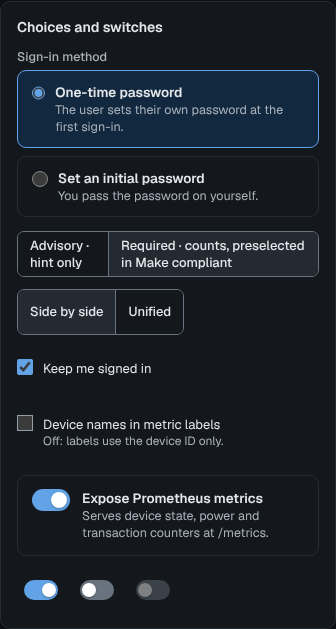 Choices and switches
Sign-in method
One-time password
The user sets their own password at the
first sign-in.
Set an initial password
You pass the password on yourself.
Advisory ·
hint only
Required · counts, preselected
in Make compliant
Side by side
Unified
Keep me signed in
Device names in metric labels
Off: labels use the device ID only.
Expose Prometheus metrics
Serves device state, power and
transaction counters at /metrics.